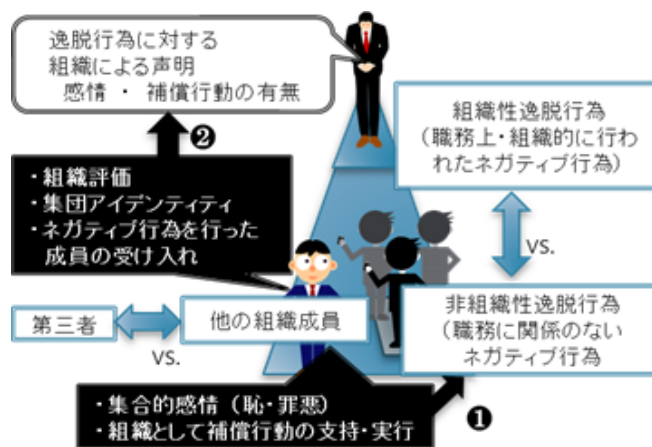 逸脱行為に対する
組織による声明
感情 ・ 補償行動の有無
❷
組織性逸脱行為
(職務上・組織的に行わ
れたネガティブ行為)
・組織評価
・集団アイデンティティ
・ネガティブ行為を行った
成員の受け入れ
vs.
第三者
他の組織成員
vs.
非組織性逸脱行為
(職務に関係のない
ネガティブ行為
・集合的感情 (恥・罪悪)
・組織として補償行動の支持・実行
❶